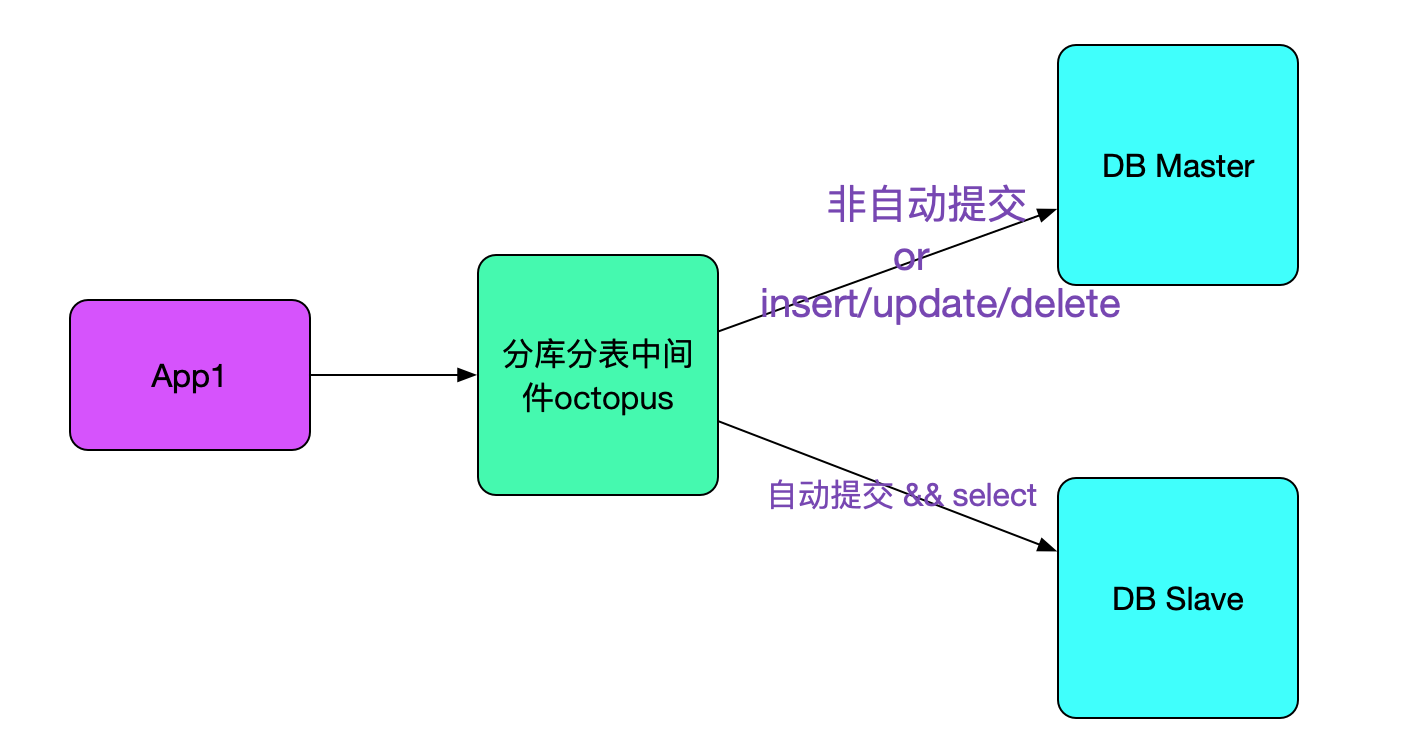 App1
分库分表中间
件octopus
非自动提交
or
insert/update/delete
自动提交 && select
DB Master
DB Slave